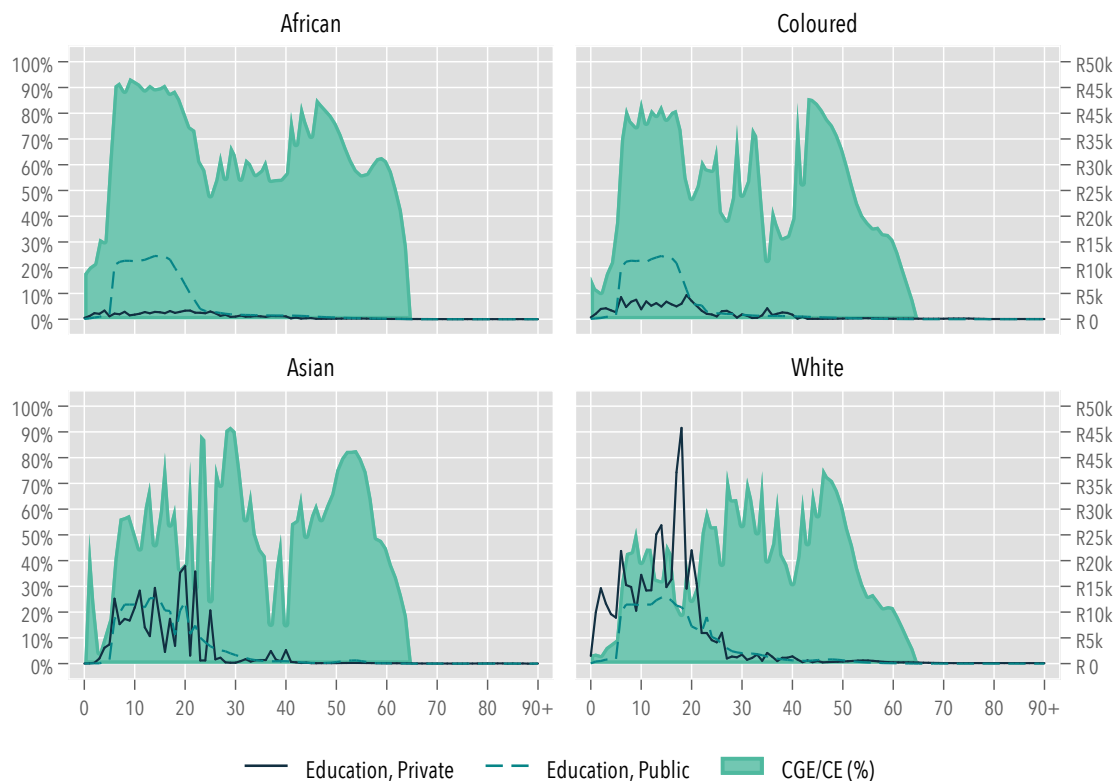 African
Coloured
100%
90%
80%
70%
60%
50%
40%
30%
20%
10%
0%
R50k
R45k
R45k
R35k
R30k
R25k
R20k
R15k
R10k
R5k
R 0
Asian
White
100%
90%
80%
70%
60%
50%
40%
30%
20%
10%
0%
R50k
R45k
R45k
R35k
R30k
R25k
R20k
R15k
R10k
R5k
R 0
0 10 20 30 40 50 60 70 80 90+
0 10 20 30 40 50 60 70 80 90+
Education, Private Education, Public CGE/CE (%)